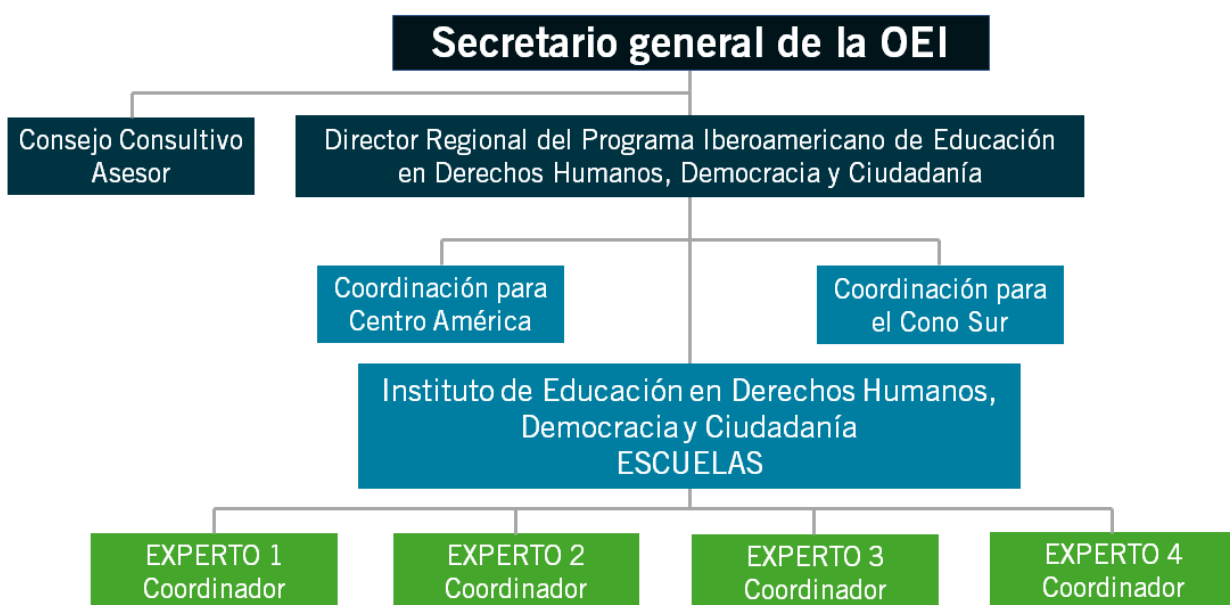 Secretario general de la OEI
Consejo Consultivo
Asesor
Director Regional del Programa Iberoamericano de Educación
en Derechos Humanos, Democracia y Ciudadanía
Coordinación para
Centro América
Coordinación para
el Cono Sur
Instituto de Educación en Derechos Humanos,
Democracia y Ciudadanía
ESCUELAS
EXPERTO 1
Coordinador
EXPERTO 2
Coordinador
EXPERTO 3
Coordinador
EXPERTO 4
Coordinador